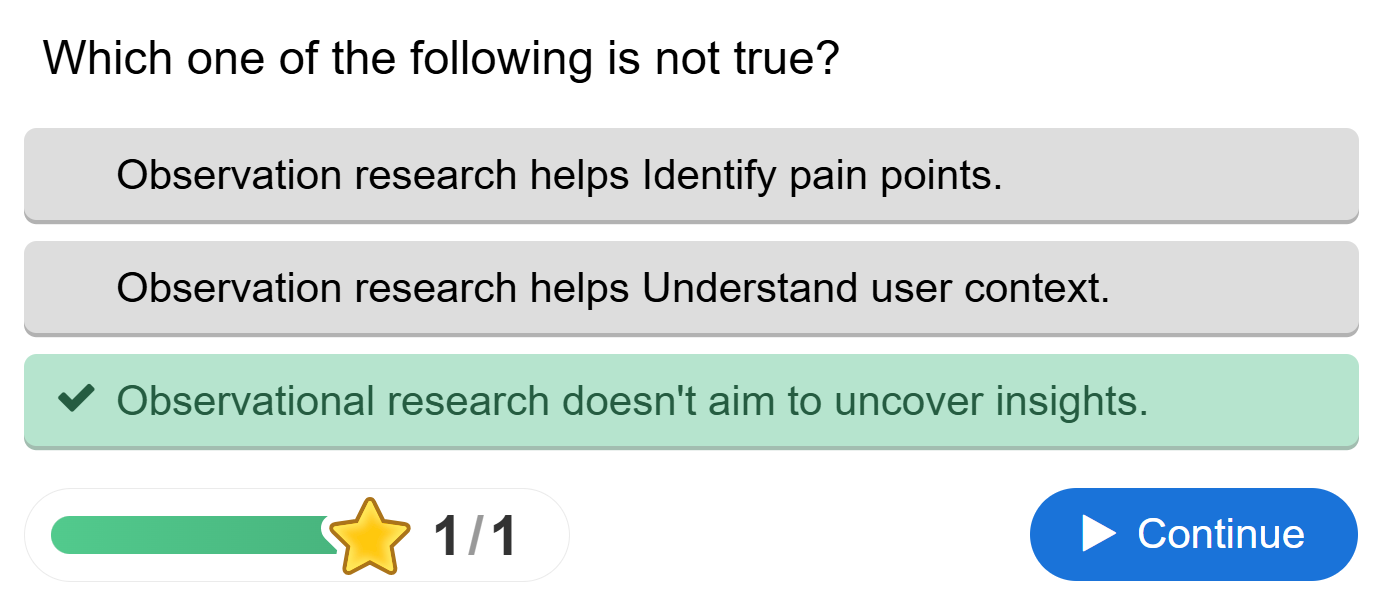 Which one of the following is not true?
Observation research helps Identify pain points.
Observation research helps Understand user context.
Observational research doesn't aim to uncover insights.
1/1
Continue